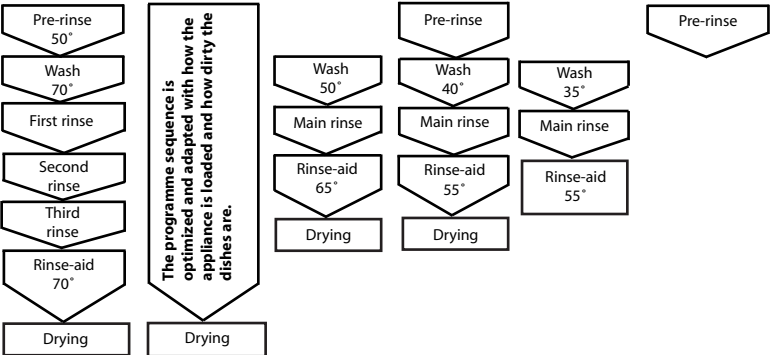 Pre-rinse
50˚
Wash
70˚
First rinse
Second
rinse
Third
rinse
Rinse-aid
70˚
Drying
The programme sequence is
optimized and adapted with how the
appliance is loaded and how dirty the
dishes are.
Drying
Wash
50˚
Main rinse
Rinse-aid
65˚
Drying
Pre-rinse
Wash
40˚
Main rinse
Rinse-aid
55˚
Drying
Wash
35˚
Main rinse
Rinse-aid
55˚
Pre-rinse